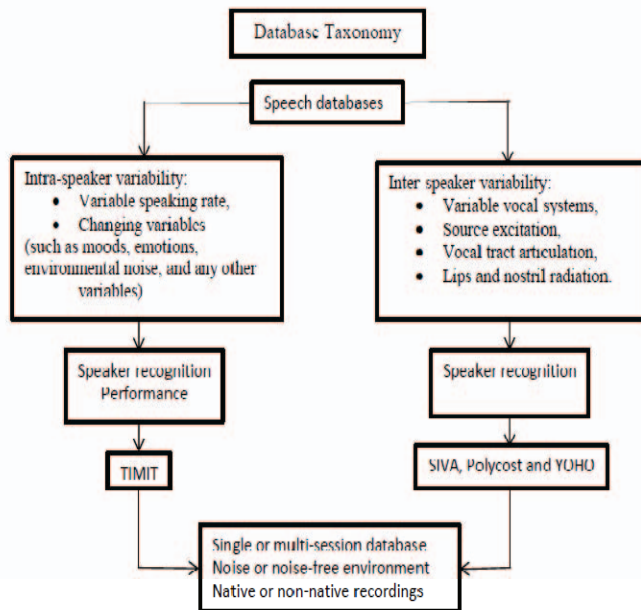 Database Taxonomy
Speech databases
Intra-speaker variability:
• Variable speaking rate,
• Changing variables
(such as moods, emotions,
environmental noise, and any other
variables)
Inter speaker variability:
• Variable vocal systems,
• Source excitation,
• Vocal tract articulation,
• Lips and nostril radiation.
Speaker recognition
Performance
Speaker recognition
TIMIT
SIVA, Polycost and YOHO
Single or multi-session database
Noise or noise-free environment
Native or non-native recordings